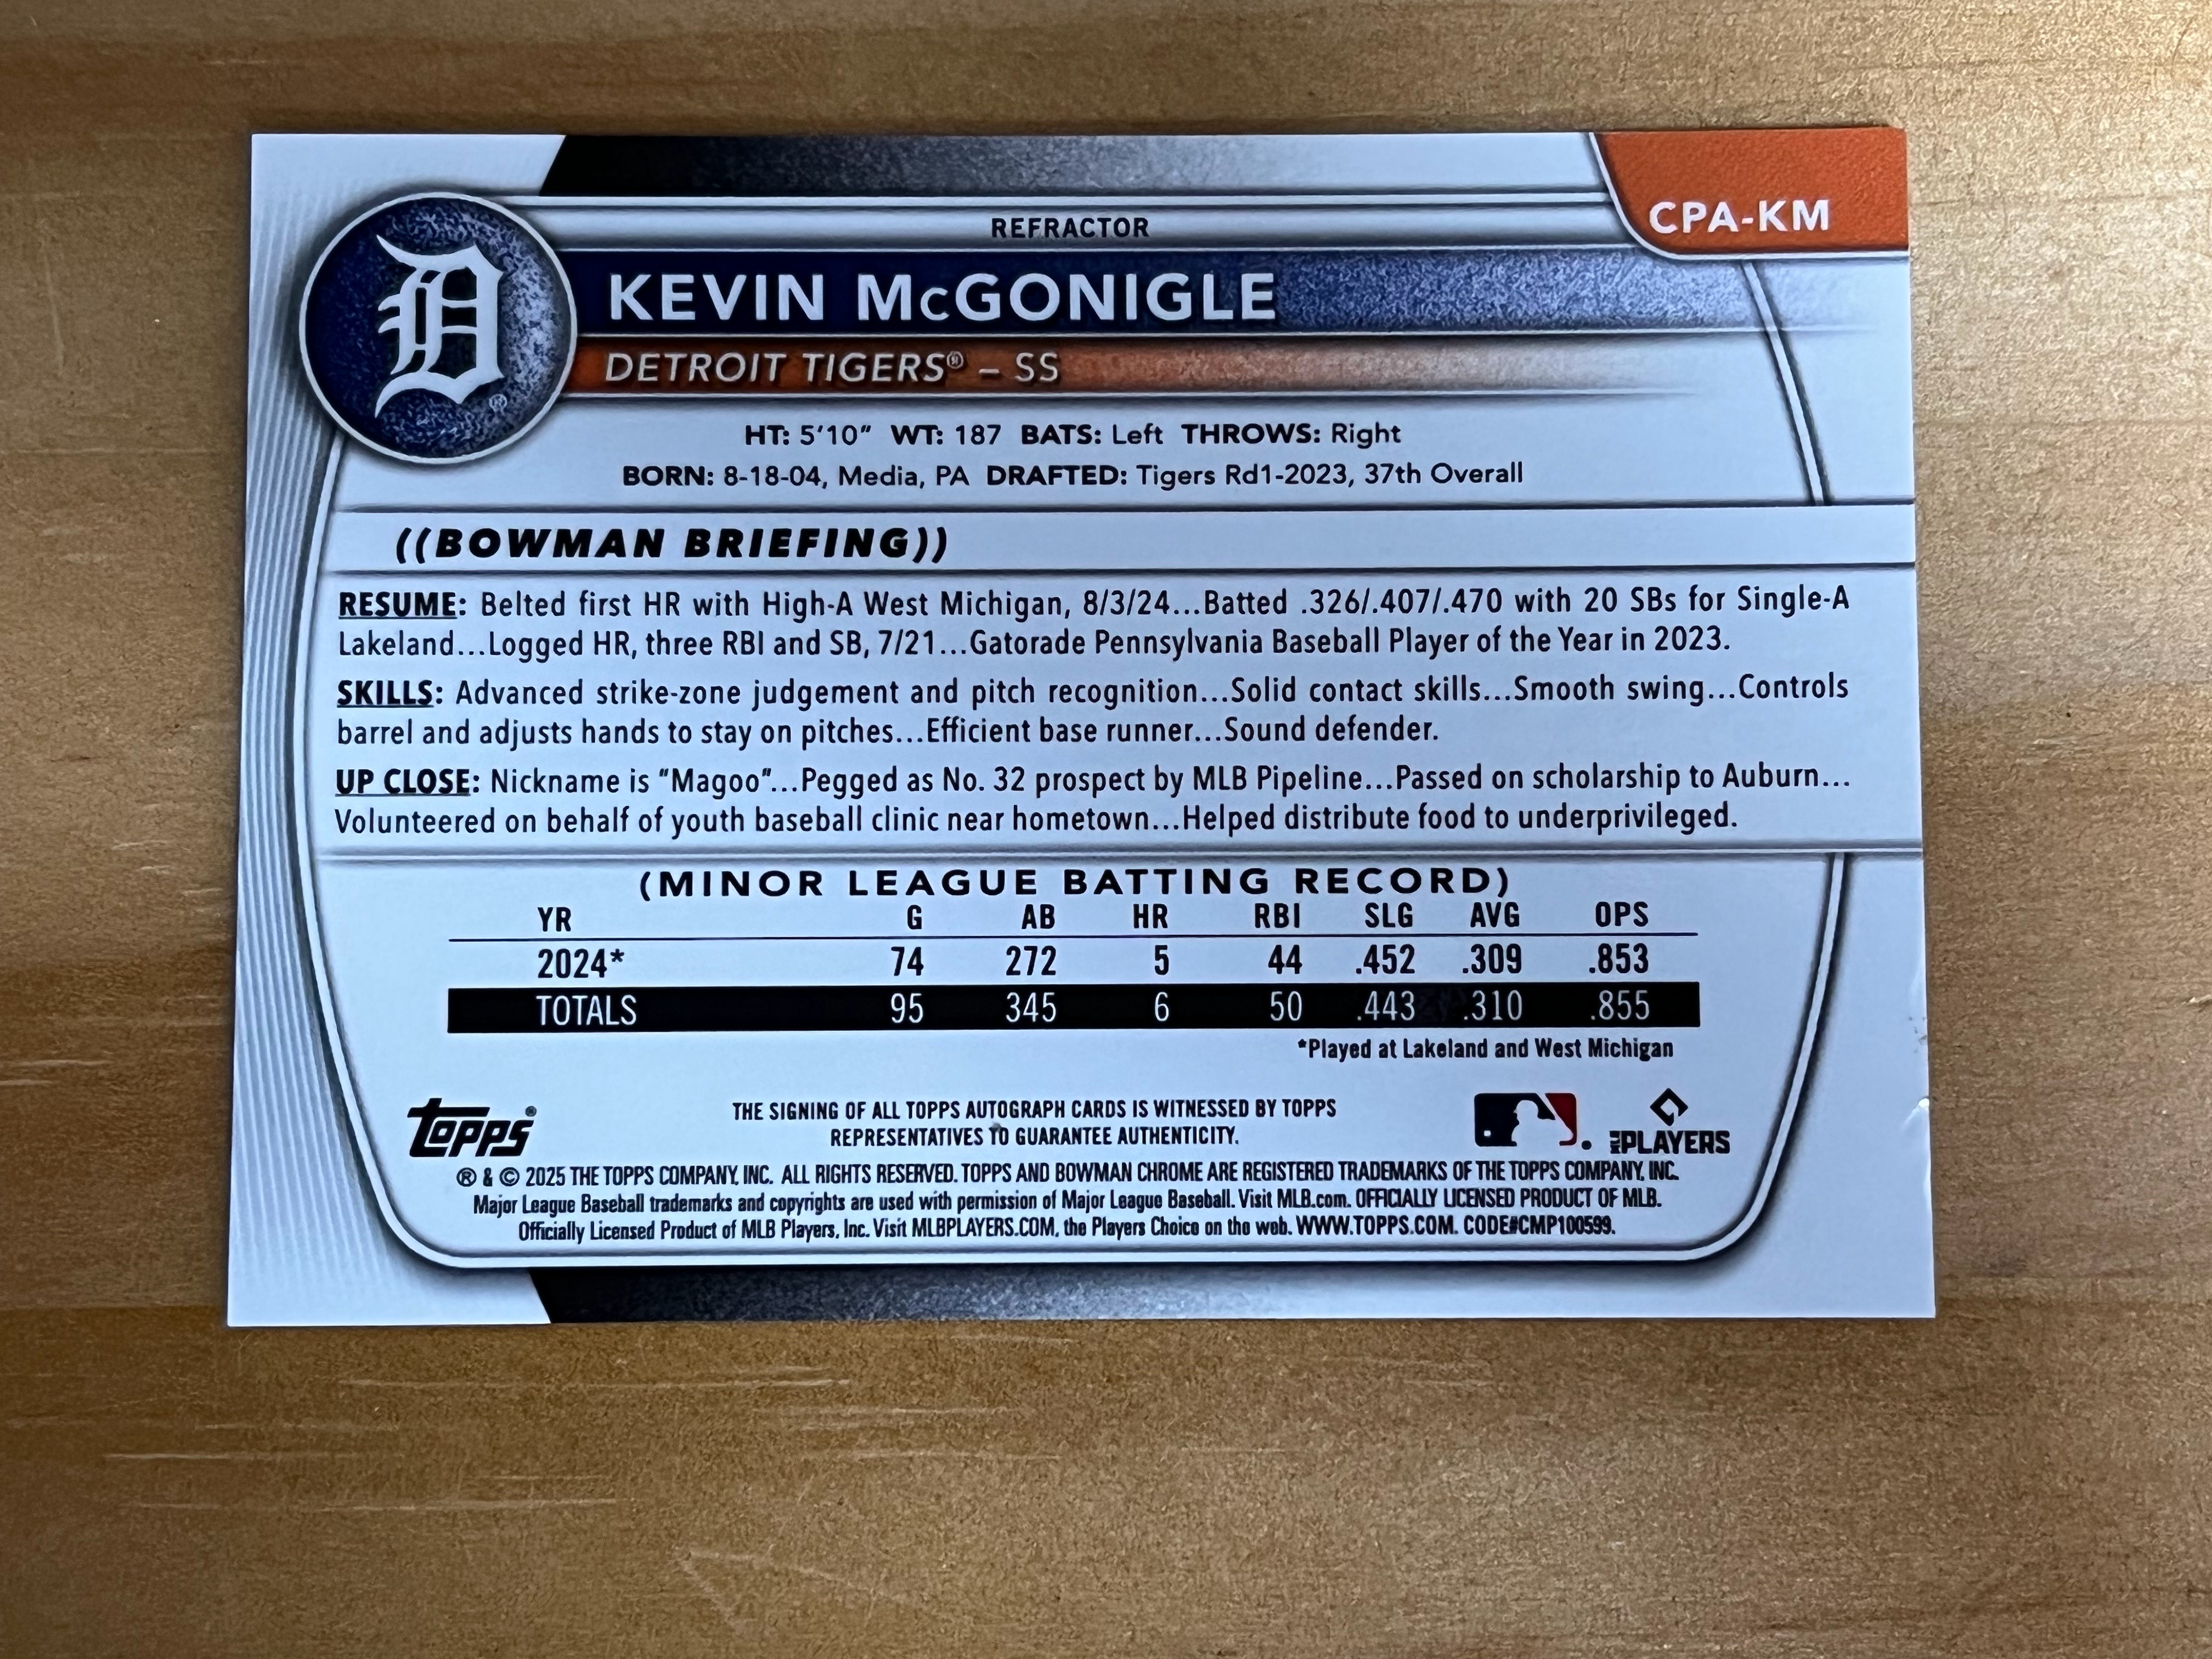 CPA-KM
REFRACTOR
D®
KEVIN McGONIGLE
DETROIT TIGERS® – SS
HT: 5'10" WT: 187 BATS: Left THROWS: Right
BORN: 8-18-04, Media, PA DRAFTED: Tigers Rd1-2023, 37th Overall
((BOWMAN BRIEFING))
RESUME: Belted first HR with High-A West Michigan, 8/3/24...Batted .326/.407/.470 with 20 SBs for Single-A
Lakeland...Logged HR, three RBI and SB, 7/21...Gatorade Pennsylvania Baseball Player of the Year in 2023.
SKILLS: Advanced strike-zone judgement and pitch recognition...Solid contact skills...Smooth swing...Controls
barrel and adjusts hands to stay on pitches...Efficient base runner...Sound defender.
UP CLOSE: Nickname is "Magoo"...Pegged as No. 32 prospect by MLB Pipeline...Passed on scholarship to Auburn...
Volunteered on behalf of youth baseball clinic near hometown...Helped distribute food to underprivileged.
(MINOR LEAGUE BATTING RECORD)
YR G AB HR RBI SLG AVG OPS
2024* 74 272 5 44 .452 .309 .853
TOTALS 95 345 6 50 .443 .310 .855
*Played at Lakeland and West Michigan
topps®
THE SIGNING OF ALL TOPPS AUTOGRAPH CARDS IS WITNESSED BY TOPPS
REPRESENTATIVES TO GUARANTEE AUTHENTICITY.
MLB PLAYERS
® & © 2025 THE TOPPS COMPANY, INC. ALL RIGHTS RESERVED. TOPPS AND BOWMAN CHROME ARE REGISTERED TRADEMARKS OF THE TOPPS COMPANY, INC.
Major League Baseball trademarks and copyrights are used with permission of Major League Baseball. Visit MLB.com. OFFICIALLY LICENSED PRODUCT OF MLB.
Officially Licensed Product of MLB Players, Inc. Visit MLBPLAYERS.COM, the Players Choice on the web. WWW.TOPPS.COM. CODE#CMP100599.